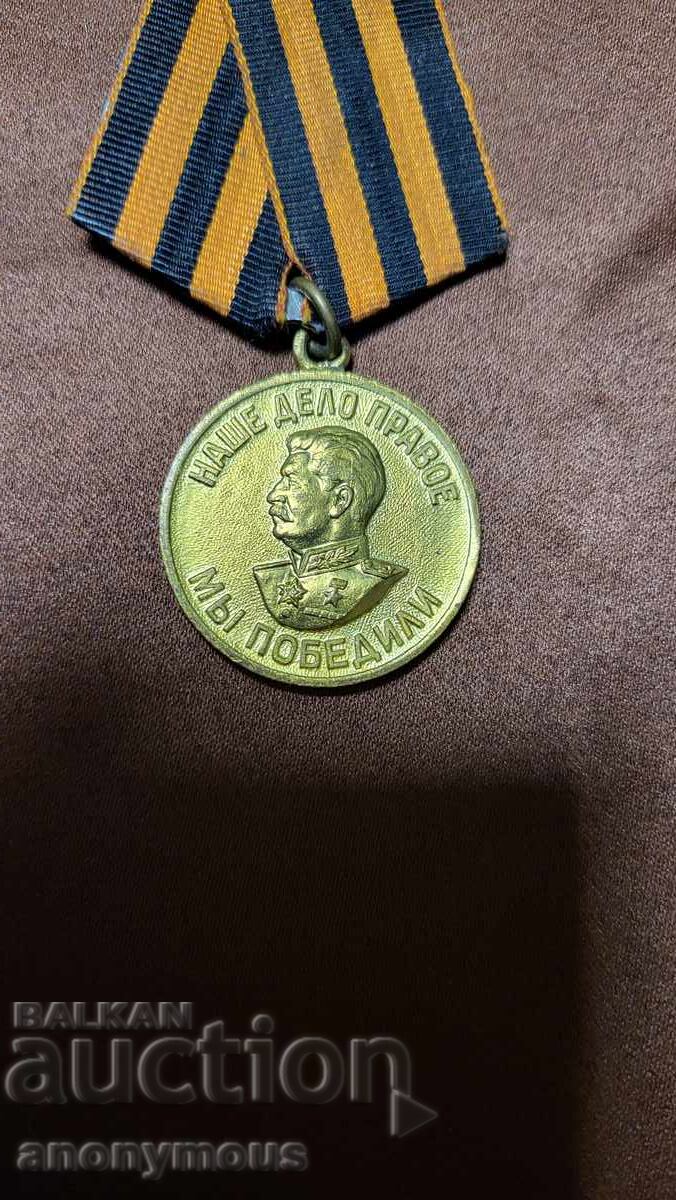 НАШЕ ДЕЛО ПРАВОЕ
МЫ ПОБЕДИЛИ
BALKAN
auction
anonymous